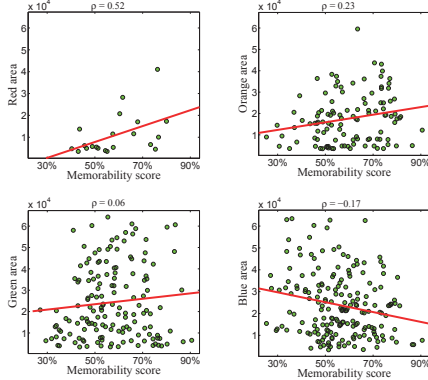 x 10⁴ ρ = 0.52
6
5
4
3
2
1
Red area
30% 50% 70% 90%
Memorability score
x 10⁴ ρ = 0.23
6
5
4
3
2
1
Orange area
30% 50% 70% 90%
Memorability score
x 10⁴ ρ = 0.06
6
5
4
3
2
1
Green area
30% 50% 70% 90%
Memorability score
x 10⁴ ρ = −0.17
6
5
4
3
2
1
Blue area
30% 50% 70% 90%
Memorability score